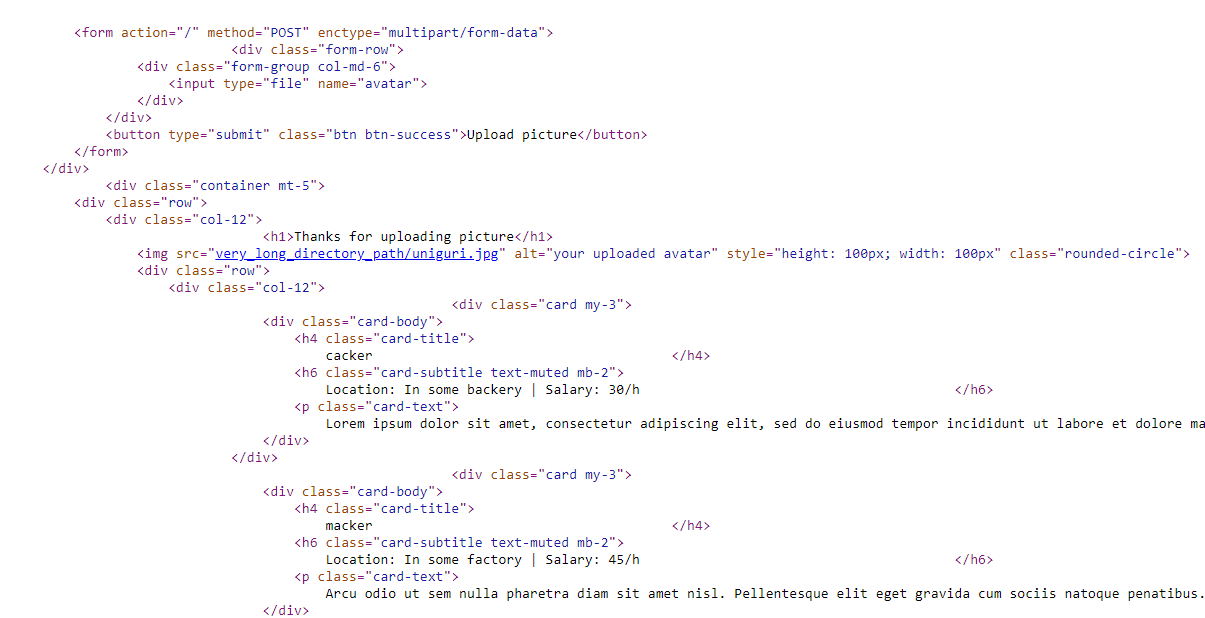 <form action="/" method="POST" enctype="multipart/form-data">
<div class="form-row">
<div class="form-group col-md-6">
<input type="file" name="avatar">
</div>
</div>
<button type="submit" class="btn btn-success">Upload picture</button>
</form>
</div>
<div class="container mt-5">
<div class="row">
<div class="col-12">
<h1>Thanks for uploading picture</h1>
<img src="very_long_directory_path/uniguri.jpg" alt="your uploaded avatar" style="height: 100px; width: 100px" class="rounded-circle">
<div class="row">
<div class="col-12">
<div class="card my-3">
<div class="card-body">
<h4 class="card-title">
cacker </h4>
<h6 class="card-subtitle text-muted mb-2">
Location: In some backery | Salary: 30/h </h6>
<p class="card-text">
Lorem ipsum dolor sit amet, consectetur adipiscing elit, sed do eiusmod tempor incididunt ut labore et dolore ma
</div>
</div>
<div class="card my-3">
<div class="card-body">
<h4 class="card-title">
macker </h4>
<h6 class="card-subtitle text-muted mb-2">
Location: In some factory | Salary: 45/h </h6>
<p class="card-text">
Arcu odio ut sem nulla pharetra diam sit amet nisl. Pellentesque elit eget gravida cum sociis natoque penatibus.
</div>